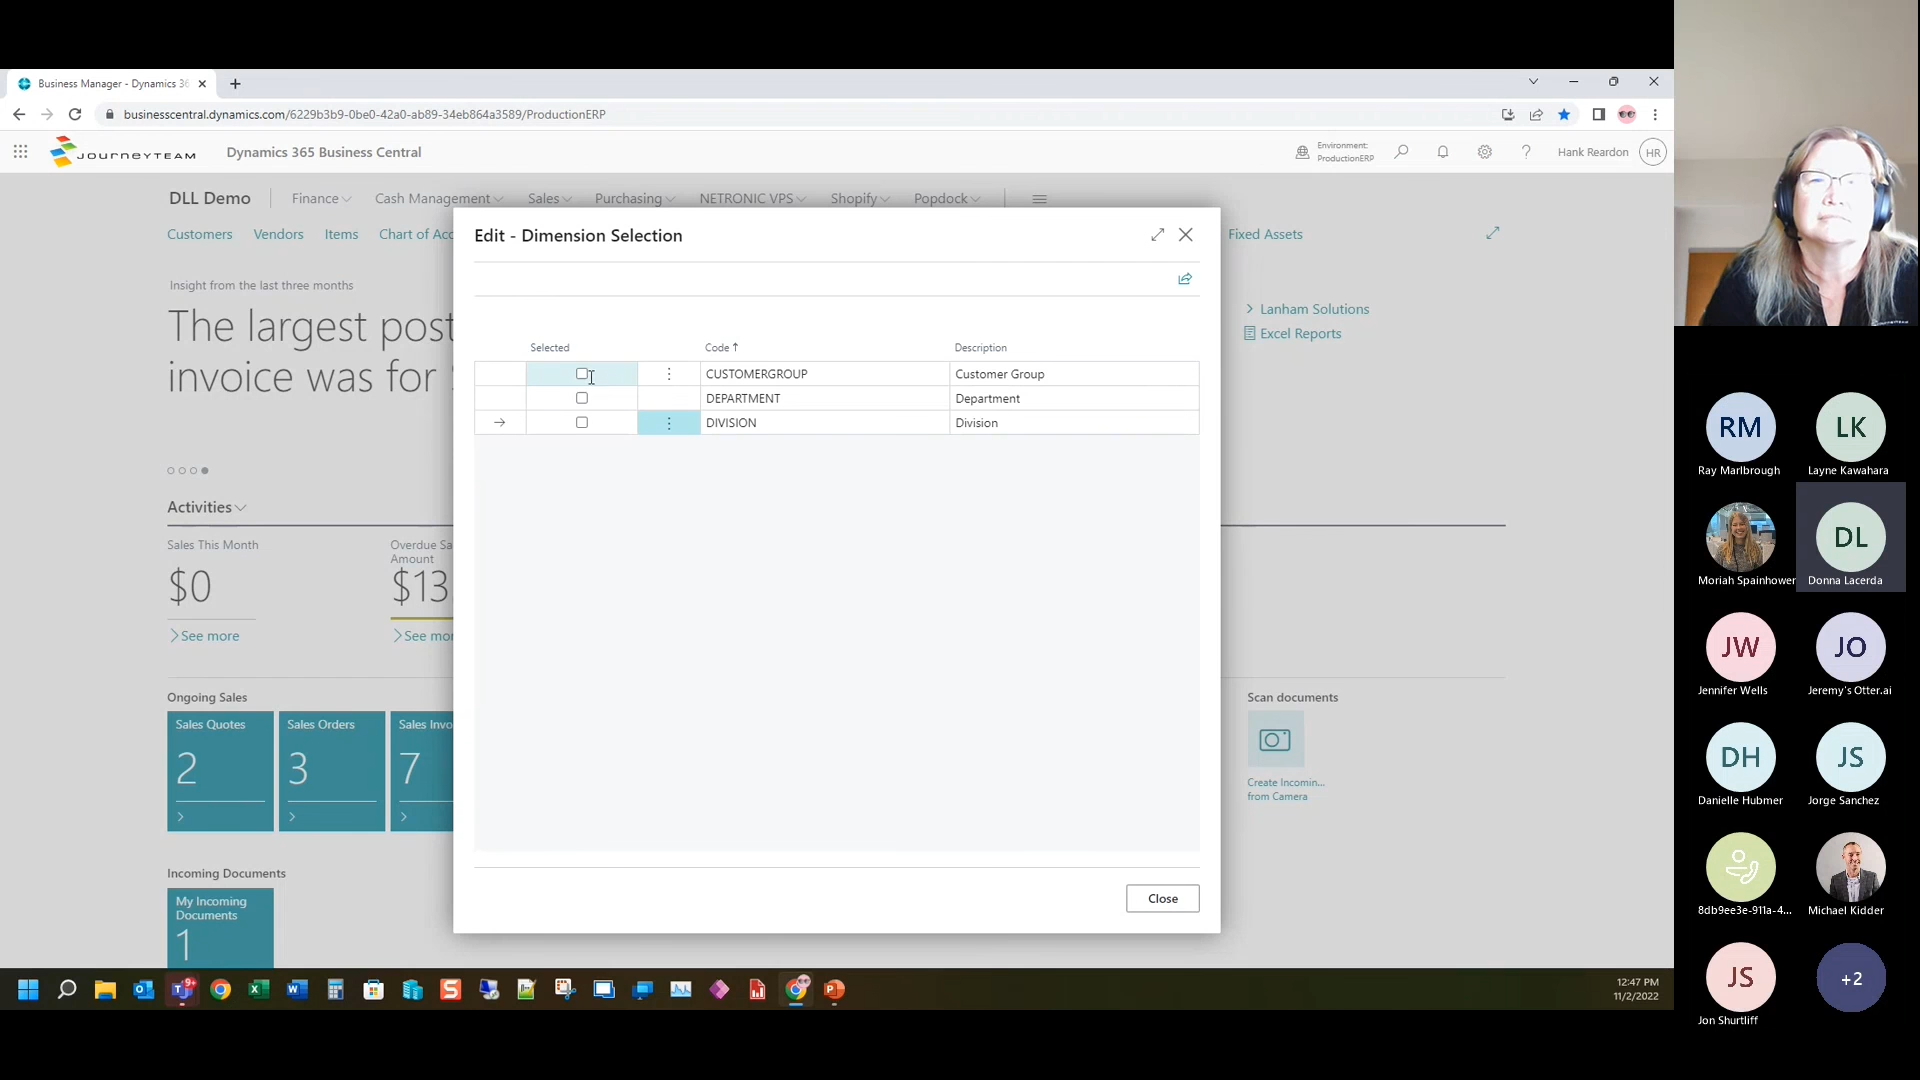 Business Manager - Dynamics 36
businesscentral.dynamics.com/6229b3b9-0be0-42a0-ab89-34eb864a3589/ProductionERP
JOURNEYTEAM
Dynamics 365 Business Central
Environment:
ProductionERP
Hank Reardon
HR
DLL Demo
Finance
Cash Management
Sales
Purchasing
NETRONIC VPS
Shopify
Popdock
Customers
Vendors
Items
Chart of Acc
Fixed Assets
Edit - Dimension Selection
Insight from the last three months
The largest post
invoice was for
Lanham Solutions
Excel Reports
Selected
Code
Description
CUSTOMERGROUP
Customer Group
DEPARTMENT
Department
DIVISION
Division
Activities
Sales This Month
$0
See more
Overdue Sa
Amount
$13
See mor
Ongoing Sales
Sales Quotes
2
Sales Orders
3
Sales Invo
7
Scan documents
Create Incomin...
from Camera
Incoming Documents
My Incoming
Documents
1
Close
9+
12:47 PM
11/2/2022
RM
Ray Marlbrough
LK
Layne Kawahara
Moriah Spainhower
DL
Donna Lacerda
JW
Jennifer Wells
JO
Jeremy's Otter.ai
DH
Danielle Hubmer
JS
Jorge Sanchez
8db9ee3e-911a-4...
Michael Kidder
JS
Jon Shurtliff
+2